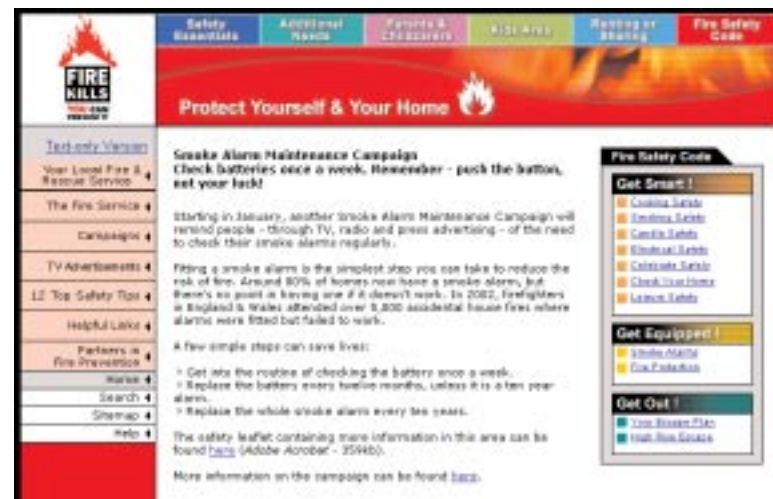 Safety
Essentials
Additional
Needs
Parents &
Childcarers
Kids Area
Renting or
Sharing
Fire Safety
Code
FIRE
KILLS
YOU CAN
PREVENT IT
Protect Yourself & Your Home
Text-only Version
Your Local Fire &
Rescue Service
The Fire Service
Campaigns
TV Advertisements
12 Top Safety Tips
Helpful Links
Partners in
Fire Prevention
Home
Search
Sitemap
Help
Smoke Alarm Maintenance Campaign
Check batteries once a week. Remember - push the button,
not your luck!
Starting in January, another Smoke Alarm Maintenance Campaign will
remind people - through TV, radio and press advertising - of the need
to check their smoke alarms regularly.
Fitting a smoke alarm is the simplest step you can take to reduce the
risk of fire. Around 80% of homes now have a smoke alarm, but
there's no point in having one if it doesn't work. In 2002, firefighters
in England & Wales attended over accidental house fires where
alarms were fitted but failed to work.
A few simple steps can save lives:
> Get into the routine of checking the battery once a week.
> Replace the battery every twelve months, unless it is a ten year
alarm.
> Replace the whole smoke alarm every ten years.
The safety leaflet containing more information in this area can be
found here (Adobe Acrobat - 359kb).
More information on the campaign can be found here.
Fire Safety Code
Get Smart !
Cooking Safety
Smoking Safety
Candle Safety
Electrical Safety
Celebrate Safely
Check Your Home
Leisure Safety
Get Equipped !
Smoke Alarms
Fire Protection
Get Out !
Your Escape Plan
High Rise Escape